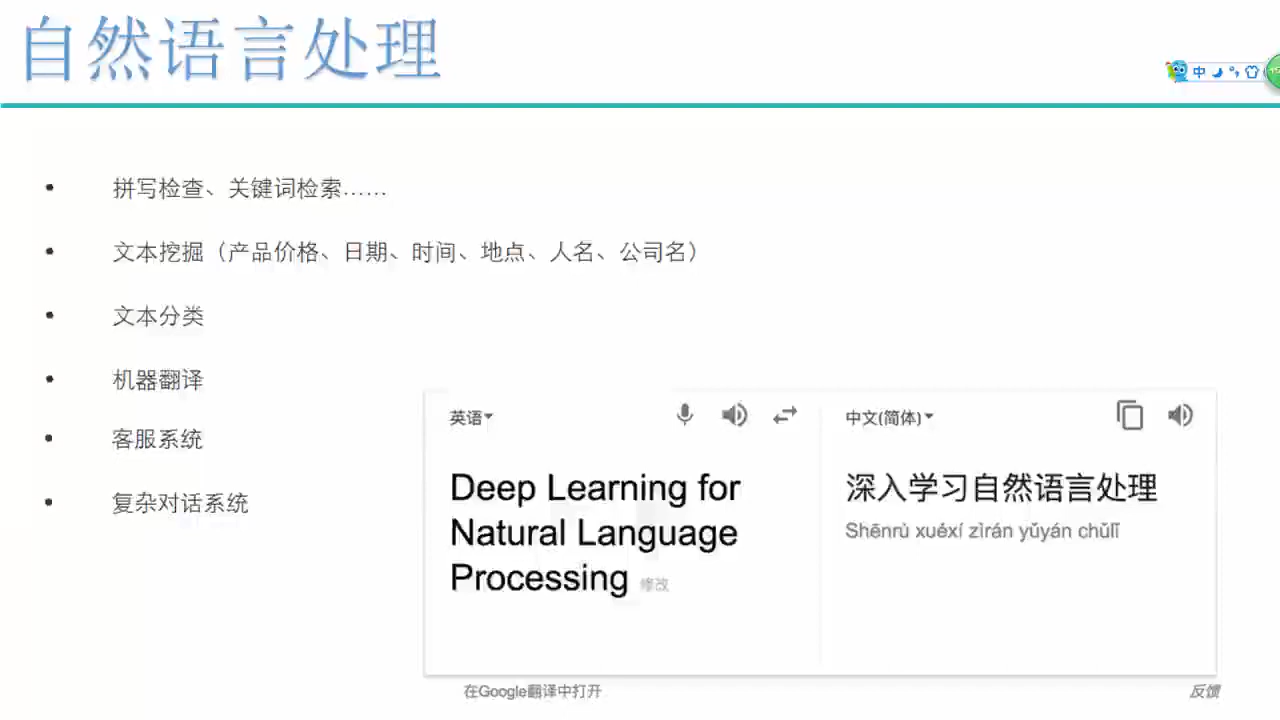 自然语言处理
中
拼写检查、关键词检索……
文本挖掘（产品价格、日期、时间、地点、人名、公司名）
文本分类
机器翻译
客服系统
复杂对话系统
英语
中文(简体)
Deep Learning for
Natural Language
Processing 修改
深入学习自然语言处理
Shēnrù xuéxí zìrán yǔyán chǔlǐ
在Google翻译中打开
反馈